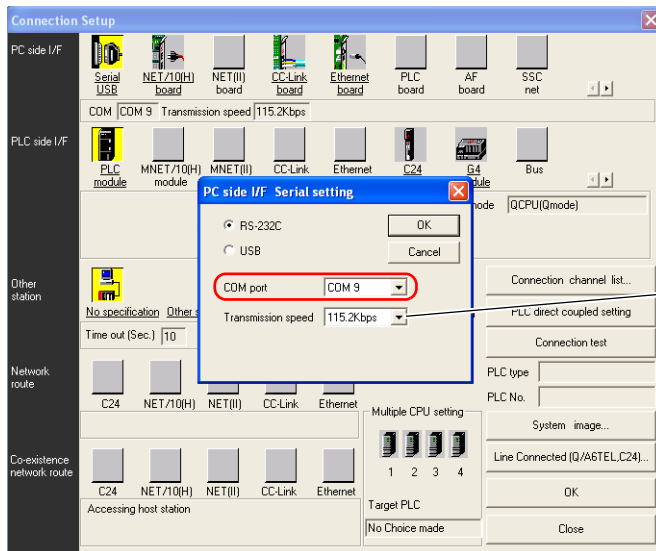 Connection Setup
PC side I/F
Serial USB
NET/10(H) board
NET(II) board
CC-Link board
Ethernet board
PLC board
AF board
SSC net
COM COM 9 Transmission speed 115.2Kbps
PLC side I/F
PLC module
MNET/10(H) module
MNET(II)
CC-Link
Ethernet
C24
G4
dule
Bus
PC side I/F Serial setting
RS-232C
USB
OK
Cancel
COM port COM 9
Transmission speed 115.2Kbps
ode QCPU(Qmode)
Other station
No specification
Other s
Time out (Sec.) 10
Connection channel list...
PLC direct coupled setting
Connection test
PLC type
PLC No.
System image...
Line Connected (Q/A6TEL,C24)...
OK
Close
Network route
C24
NET/10(H)
NET(II)
CC-Link
Ethernet
Multiple CPU setting
1 2 3 4
Target PLC
No Choice made
Co-existence network route
C24
NET/10(H)
NET(II)
CC-Link
Ethernet
Accessing host station